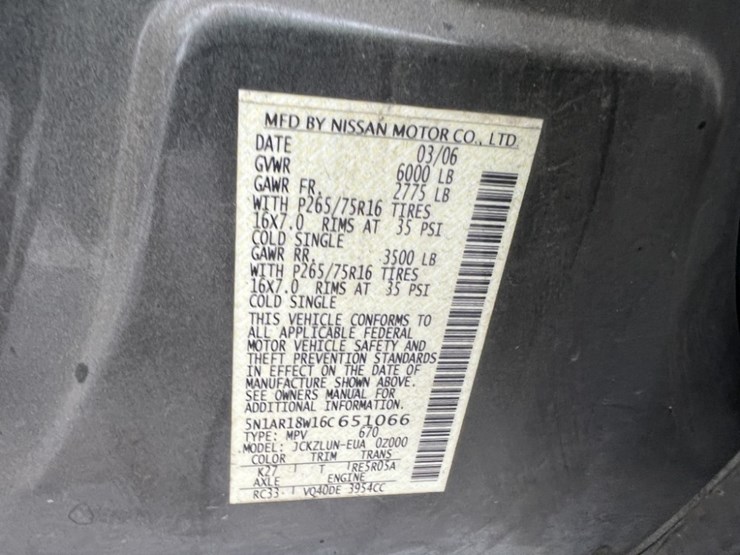 MFD BY NISSAN MOTOR CO., LTD.
DATE 03/06
GVWR 6000 LB
GAWR FR. 2775 LB
WITH P265/75R16 TIRES
16X7.0 RIMS AT 35 PSI
COLD SINGLE
GAWR RR. 3500 LB
WITH P265/75R16 TIRES
16X7.0 RIMS AT 35 PSI
COLD SINGLE
THIS VEHICLE CONFORMS TO
ALL APPLICABLE FEDERAL
MOTOR VEHICLE SAFETY AND
THEFT PREVENTION STANDARDS
IN EFFECT ON THE DATE OF
MANUFACTURE SHOWN ABOVE.
SEE OWNERS MANUAL FOR
ADDITIONAL INFORMATION.
5N1AR18W16C651066
TYPE: MPV 670
MODEL: JCKZLUN-EUA 0Z000
COLOR TRIM TRANS
K27 T RE5R05A
AXLE ENGINE
RC33 VQ40DE 3954CC